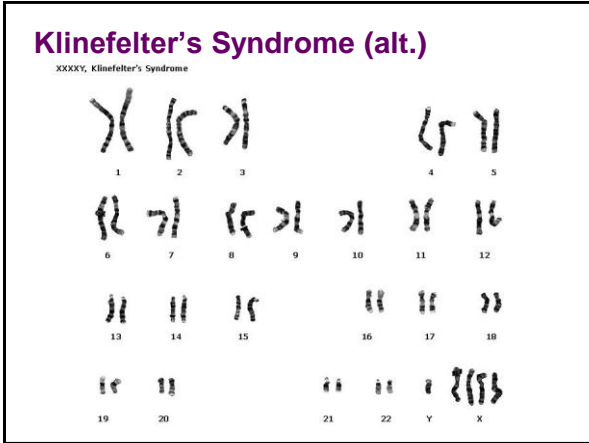 Klinefelter's Syndrome (alt.)
XXXXY, Klinefelter's Syndrome
1 2 3 4 5
6 7 8 9 10 11 12
13 14 15 16 17 18
19 20 21 22 Y X